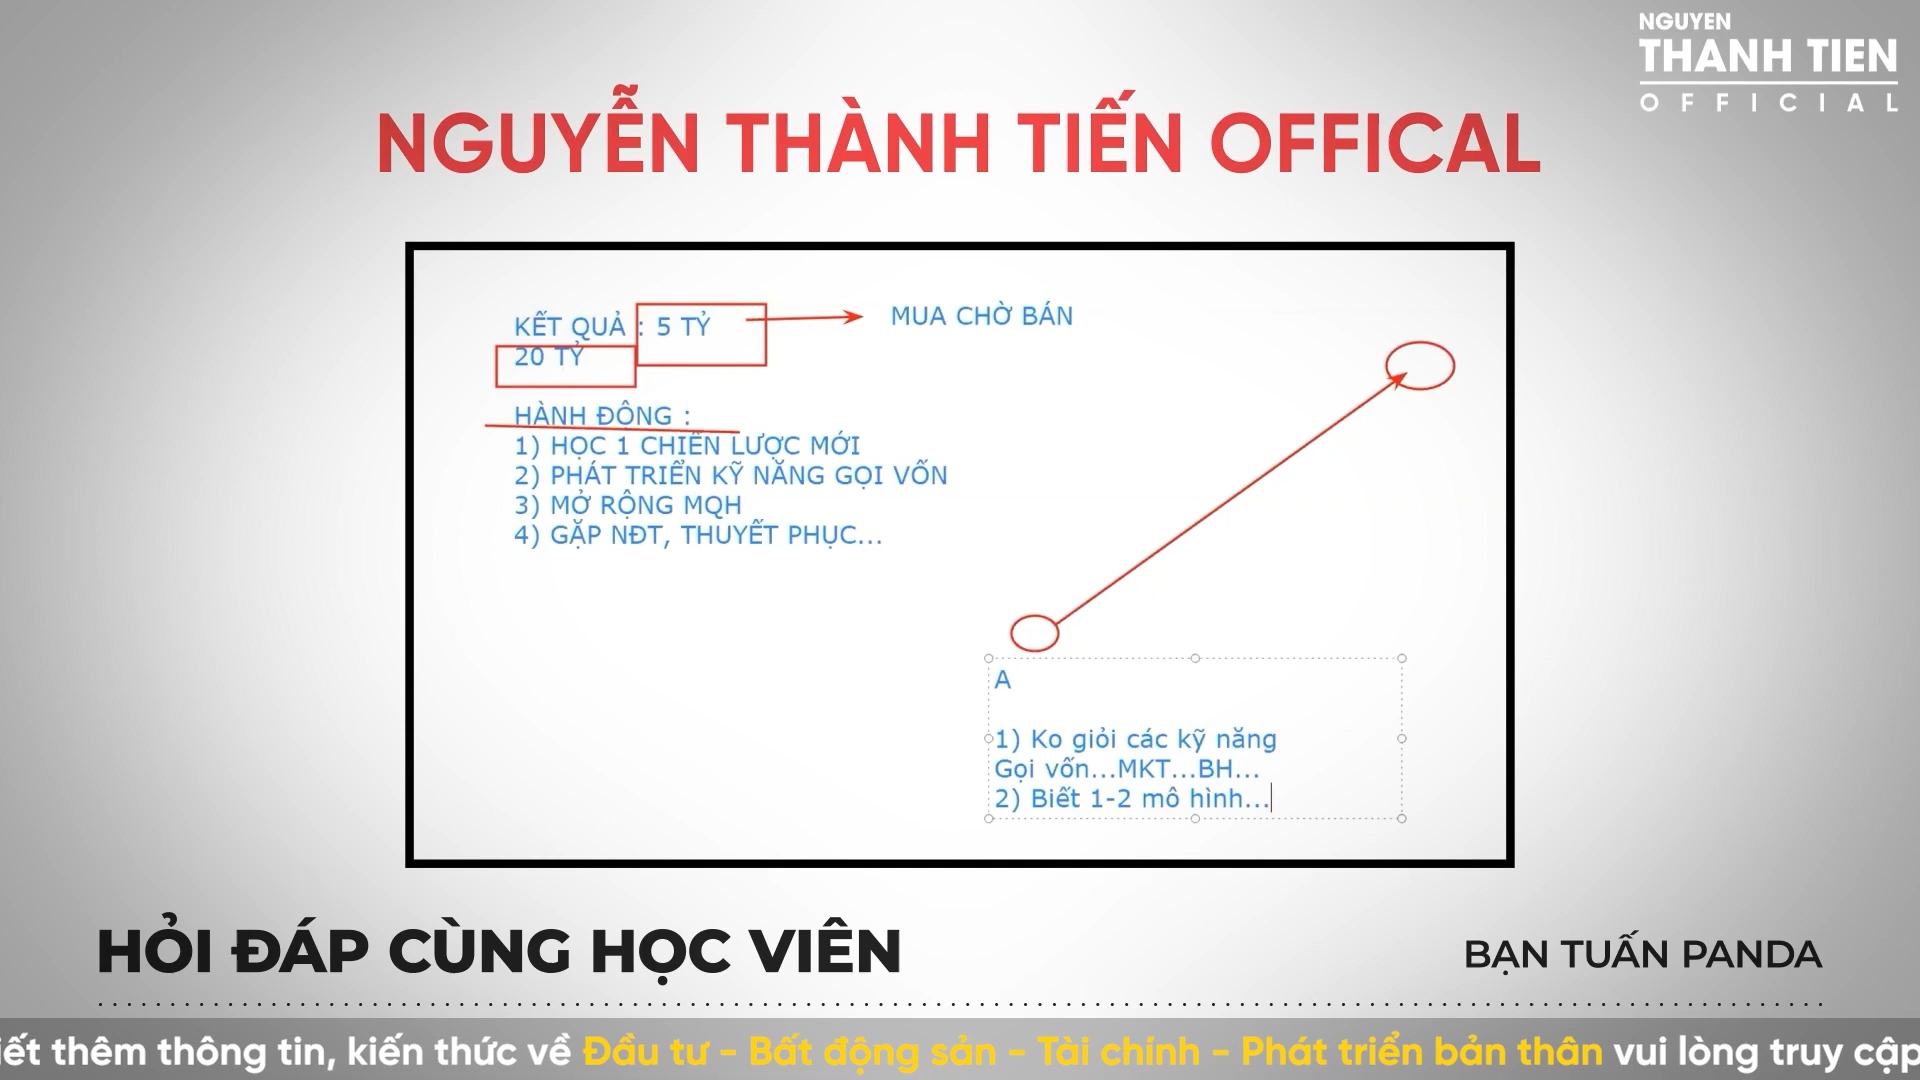 NGUYEN
THANH TIEN
OFFICIAL
NGUYỄN THÀNH TIẾN OFFICAL
KẾT QUẢ : 5 TỶ
MUA CHỜ BÁN
20 TỶ
HÀNH ĐỘNG :
1) HỌC 1 CHIẾN LƯỢC MỚI
2) PHÁT TRIỂN KỸ NĂNG GỌI VỐN
3) MỞ RỘNG MQH
4) GẶP NĐT, THUYẾT PHỤC...
A
1) Ko giỏi các kỹ năng
Gọi vốn...MKT...BH...
2) Biết 1-2 mô hình...
HỎI ĐÁP CÙNG HỌC VIÊN
BẠN TUẤN PANDA
iết thêm thông tin, kiến thức về Đầu tư - Bất động sản - Tài chính - Phát triển bản thân vui lòng truy cập